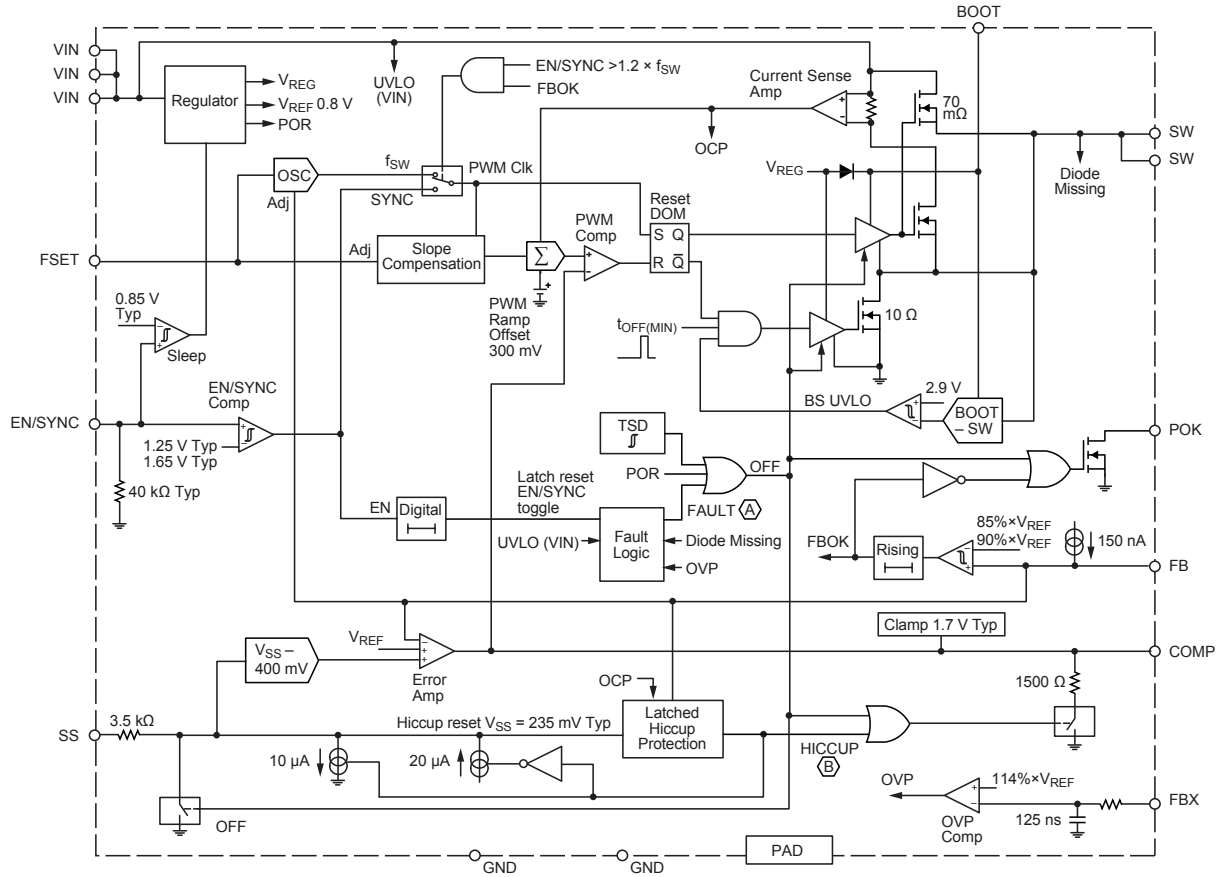 BOOT
VIN
VIN
VIN
Regulator
VREG
VREF 0.8 V
POR
UVLO
(VIN)
EN/SYNC >1.2 × fSW
FBOK
Current Sense
Amp
+
−
70
mΩ
SW
SW
OCP
Diode
Missing
OSC
Adj
fSW
SYNC
PWM Clk
VREG
FSET
Adj
Slope
Compensation
Σ
+
PWM
Ramp
Offset
300 mV
PWM
Comp
+
−
Reset
DOM
S Q
R Q̅
0.85 V
Typ
−
+
Sleep
tOFF(MIN)
10 Ω
EN/SYNC
EN/SYNC
Comp
+
−
1.25 V Typ
1.65 V Typ
40 kΩ Typ
BS UVLO
2.9 V
+
−
BOOT
– SW
POK
TSD
POR
OFF
Latch reset
EN/SYNC
toggle
FAULT A
EN
Digital
UVLO (VIN)
Fault
Logic
Diode Missing
OVP
FBOK
Rising
85%×VREF
90%×VREF
−
+
150 nA
FB
Clamp 1.7 V Typ
COMP
VSS –
400 mV
VREF
−
+
+
Error
Amp
1500 Ω
OCP
SS
3.5 kΩ
Hiccup reset VSS = 235 mV Typ
Latched
Hiccup
Protection
HICCUP
B
10 µA
20 µA
OFF
OVP
114%×VREF
+
−
OVP
Comp
125 ns
FBX
GND
GND
PAD